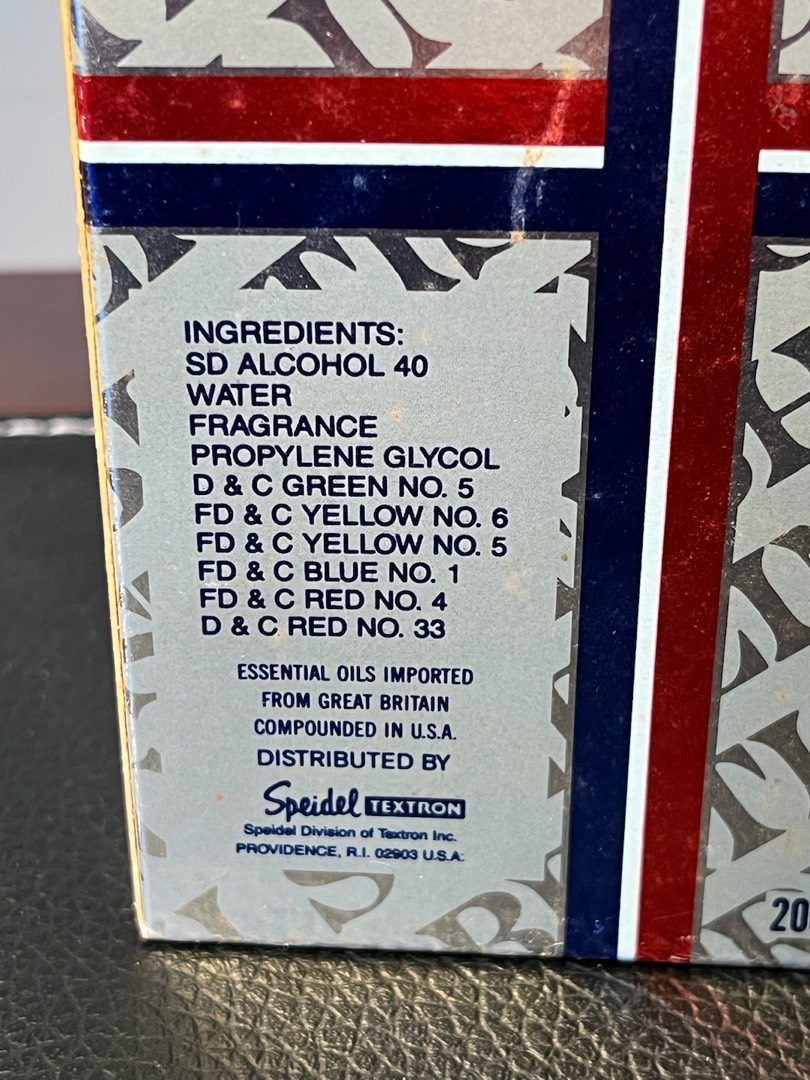 INGREDIENTS:
SD ALCOHOL 40
WATER
FRAGRANCE
PROPYLENE GLYCOL
D & C GREEN NO. 5
FD & C YELLOW NO. 6
FD & C YELLOW NO. 5
FD & C BLUE NO. 1
FD & C RED NO. 4
D & C RED NO. 33
ESSENTIAL OILS IMPORTED
FROM GREAT BRITAIN
COMPOUNDED IN U.S.A.
DISTRIBUTED BY
Speidel TEXTRON
Speidel Division of Textron Inc.
PROVIDENCE, R.I. 02903 U.S.A.